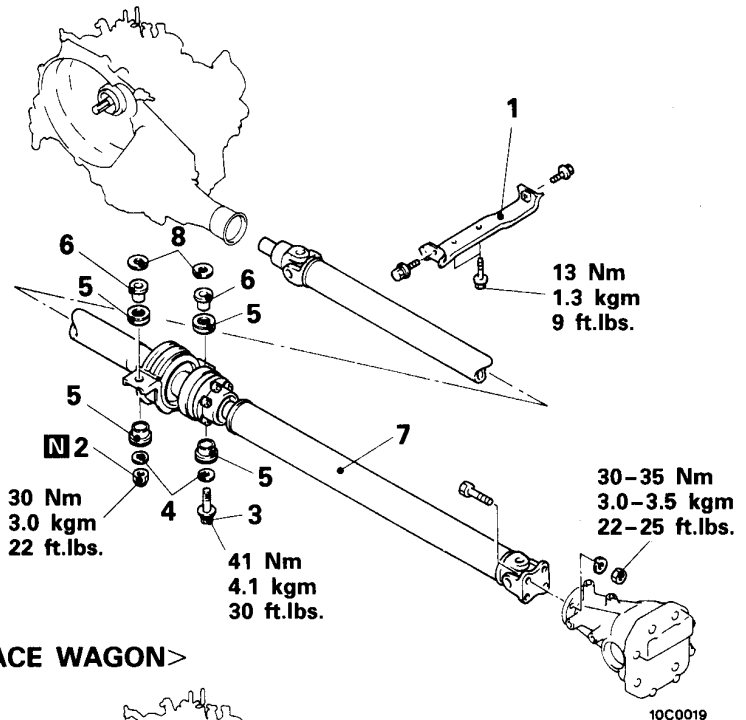 1
13 Nm
1.3 kgm
9 ft.lbs.
8
6
6
5
5
5
N 2
4
5
3
7
30 Nm
3.0 kgm
22 ft.lbs.
41 Nm
4.1 kgm
30 ft.lbs.
30-35 Nm
3.0-3.5 kgm
22-25 ft.lbs.
ACE WAGON>
10C0019